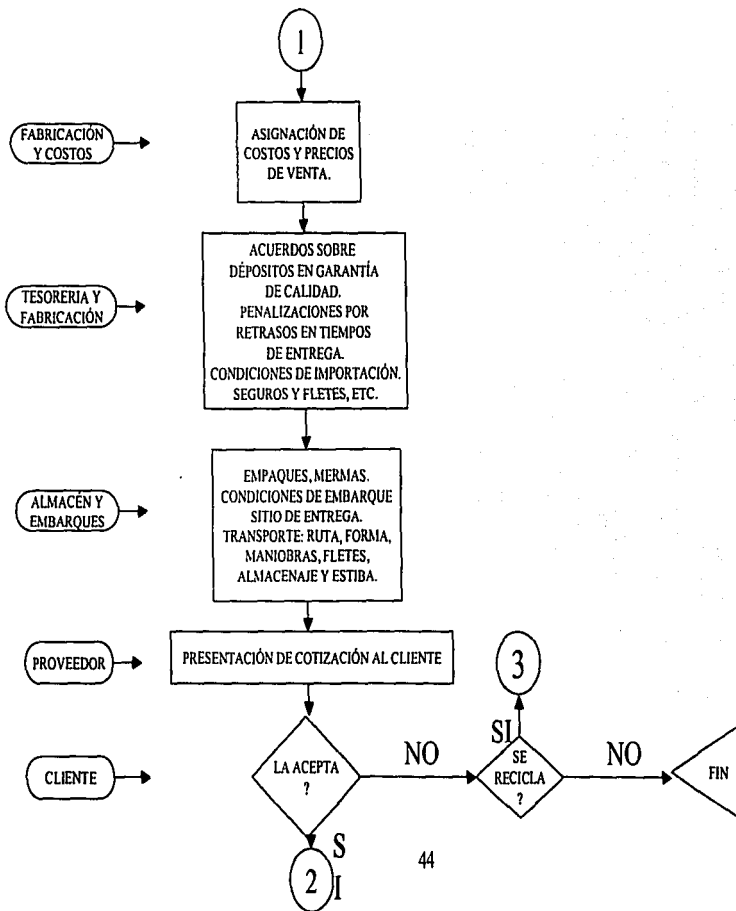 1
FABRICACIÓN
Y COSTOS
ASIGNACIÓN DE
COSTOS Y PRECIOS
DE VENTA.
TESORERIA Y
FABRICACIÓN
ACUERDOS SOBRE
DÉPOSITOS EN GARANTÍA
DE CALIDAD.
PENALIZACIONES POR
RETRASOS EN TIEMPOS
DE ENTREGA.
CONDICIONES DE IMPORTACIÓN.
SEGUROS Y FLETES, ETC.
ALMACÉN Y
EMBARQUES
EMPAQUES, MERMAS.
CONDICIONES DE EMBARQUE
SITIO DE ENTREGA.
TRANSPORTE: RUTA, FORMA,
MANIOBRAS, FLETES,
ALMACENAJE Y ESTIBA.
PROVEEDOR
PRESENTACIÓN DE COTIZACIÓN AL CLIENTE
3
CLIENTE
LA ACEPTA
?
NO
SI
SE
RECICLA
?
NO
FIN
S
I
2
44